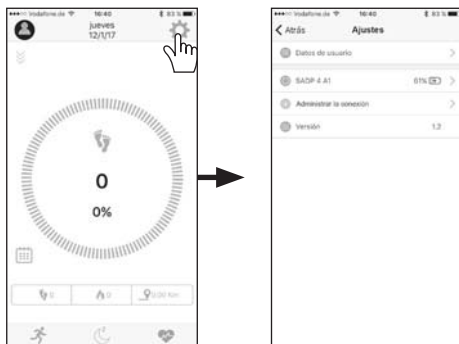 vodafone.de 16:40 83 %
jueves
12/1/17
0
0%
0
0
0,00 Km
vodafone.de 16:40 83 %
Atrás Ajustes
Datos de usuario
SADP 4 A1 61%
Administrar la conexión
Versión 1.2